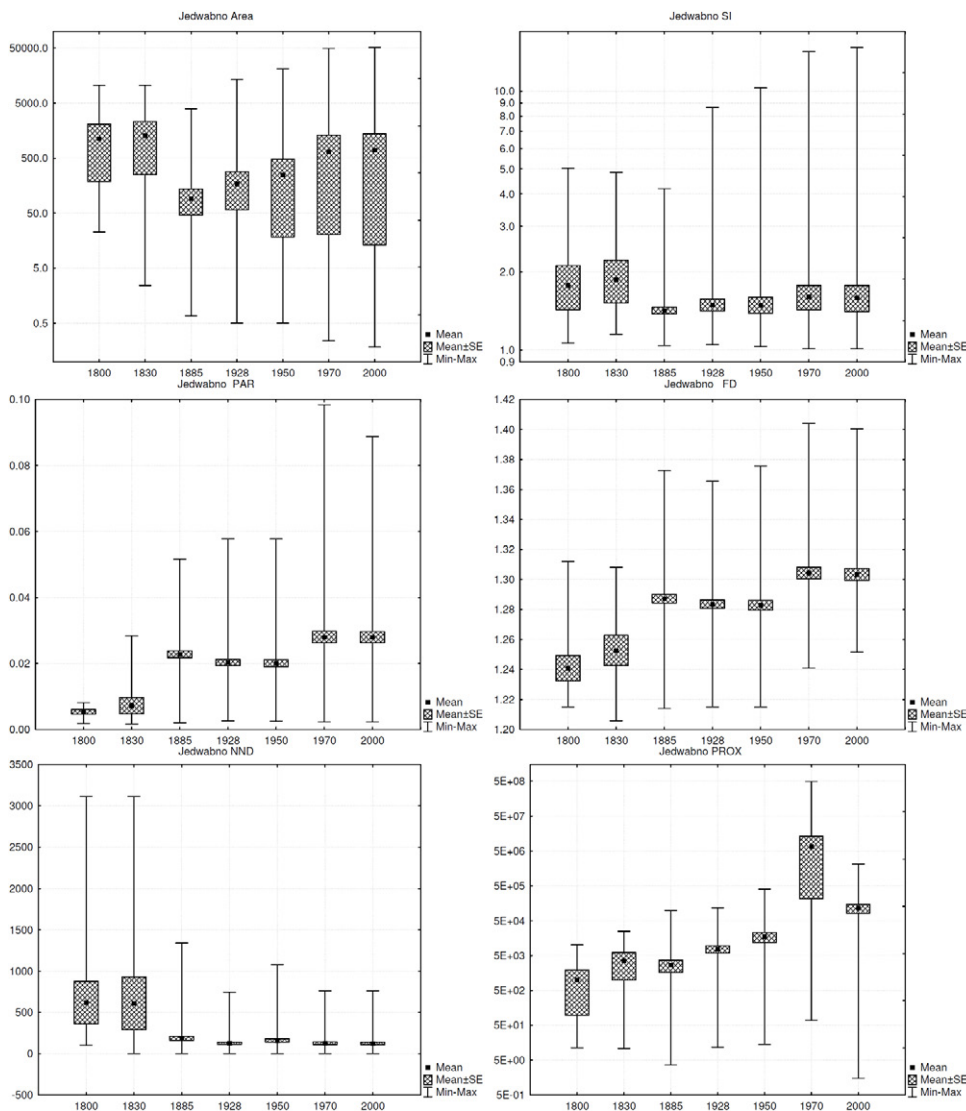 Jedwabno Area
50000.0
5000.0
500.0
50.0
5.0
0.5
1800 1830 1885 1928 1950 1970 2000
Mean
Mean±SE
Min-Max
Jedwabno SI
10.0
9.0
8.0
7.0
6.0
5.0
4.0
3.0
2.0
1.0
0.9
1800 1830 1885 1928 1950 1970 2000
Mean
Mean±SE
Min-Max
Jedwabno PAR
0.10
0.08
0.06
0.04
0.02
0.00
1800 1830 1885 1928 1950 1970 2000
Mean
Mean±SE
Min-Max
Jedwabno FD
1.42
1.40
1.38
1.36
1.34
1.32
1.30
1.28
1.26
1.24
1.22
1.20
1800 1830 1885 1928 1950 1970 2000
Mean
Mean±SE
Min-Max
Jedwabno NND
3500
3000
2500
2000
1500
1000
500
0
-500
1800 1830 1885 1928 1950 1970 2000
Mean
Mean±SE
Min-Max
Jedwabno PROX
5E+08
5E+07
5E+06
5E+05
5E+04
5E+03
5E+02
5E+01
5E+00
5E-01
1800 1830 1885 1928 1950 1970 2000
Mean
Mean±SE
Min-Max